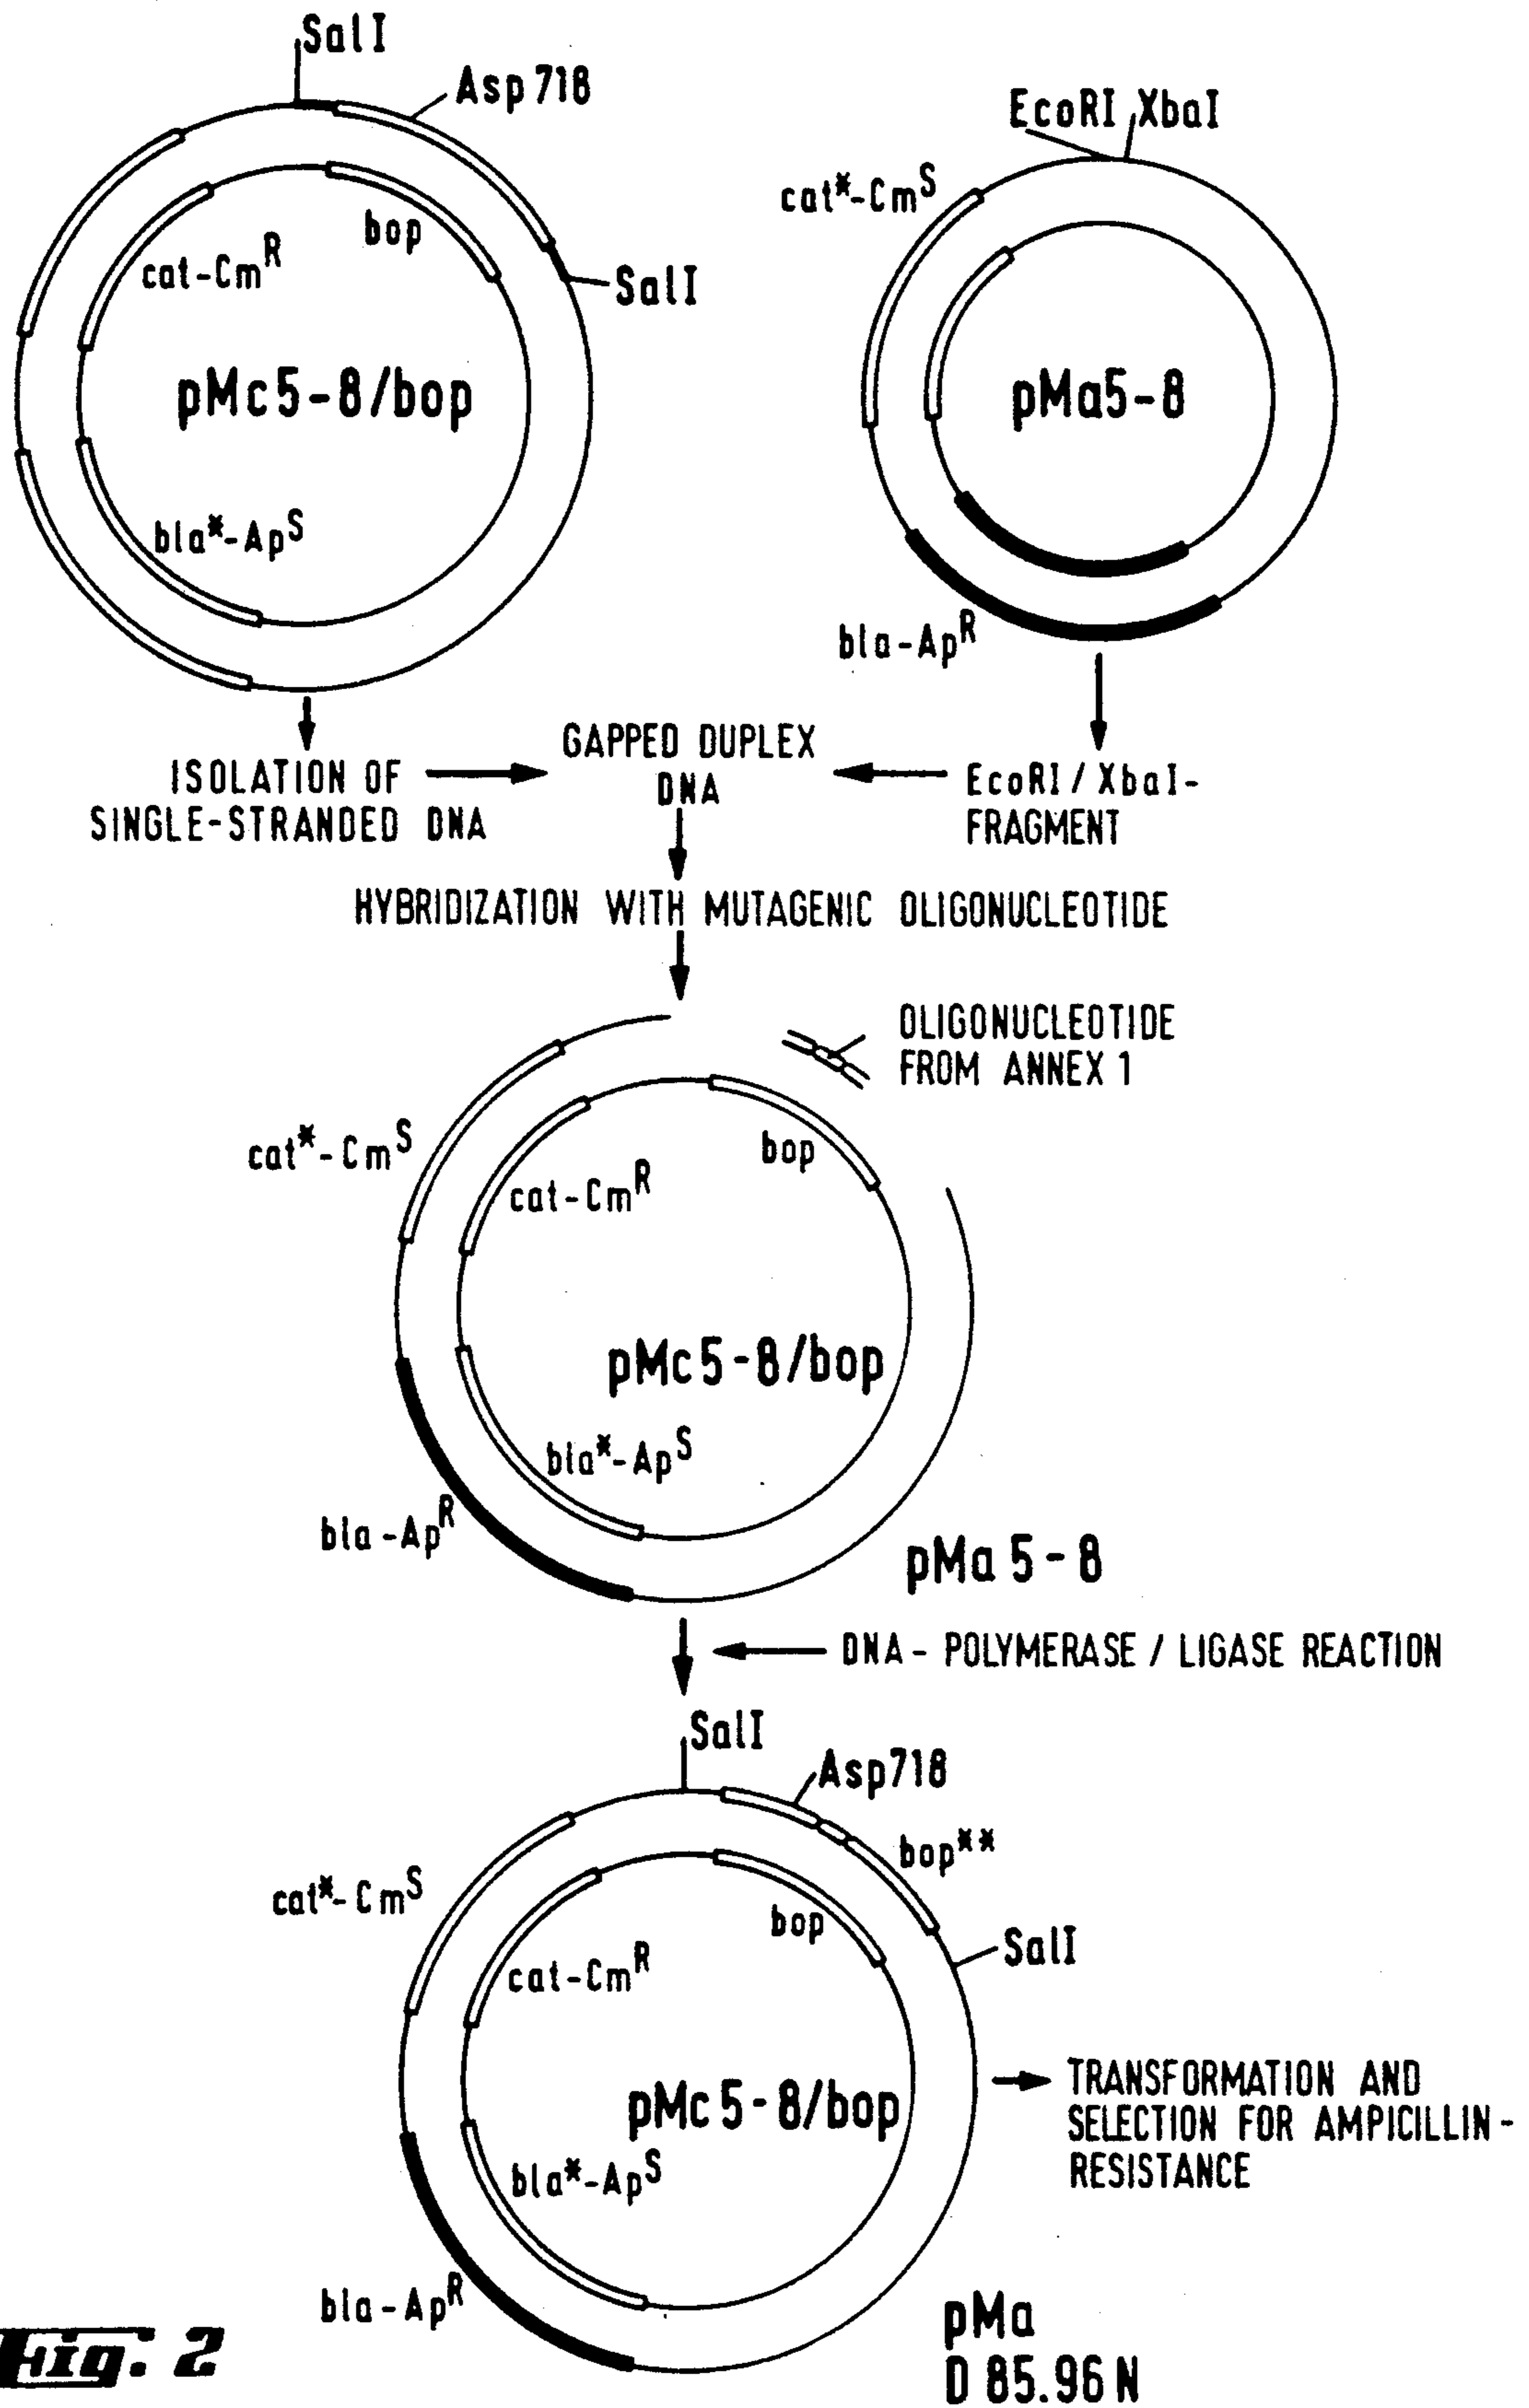 SalI
Asp 718
bop
cat-Cm^R
SalI
pMc5-8/bop
bla*-Ap^S
EcoRI XbaI
cat*-Cm^S
pMa5-8
bla-Ap^R
ISOLATION OF
SINGLE-STRANDED DNA
GAPPED DUPLEX
DNA
EcoRI / XbaI-
FRAGMENT
HYBRIDIZATION WITH MUTAGENIC OLIGONUCLEOTIDE
OLIGONUCLEOTIDE
FROM ANNEX 1
cat*-Cm^S
bop
cat-Cm^R
pMc5-8/bop
bla*-Ap^S
bla-Ap^R
pMa 5-8
DNA-POLYMERASE / LIGASE REACTION
SalI
Asp718
bop**
cat*-Cm^S
bop
SalI
cat-Cm^R
pMc5-8/bop
TRANSFORMATION AND
SELECTION FOR AMPICILLIN-
RESISTANCE
bla*-Ap^S
bla-Ap^R
pMa
D 85.96 N
Fig. 2